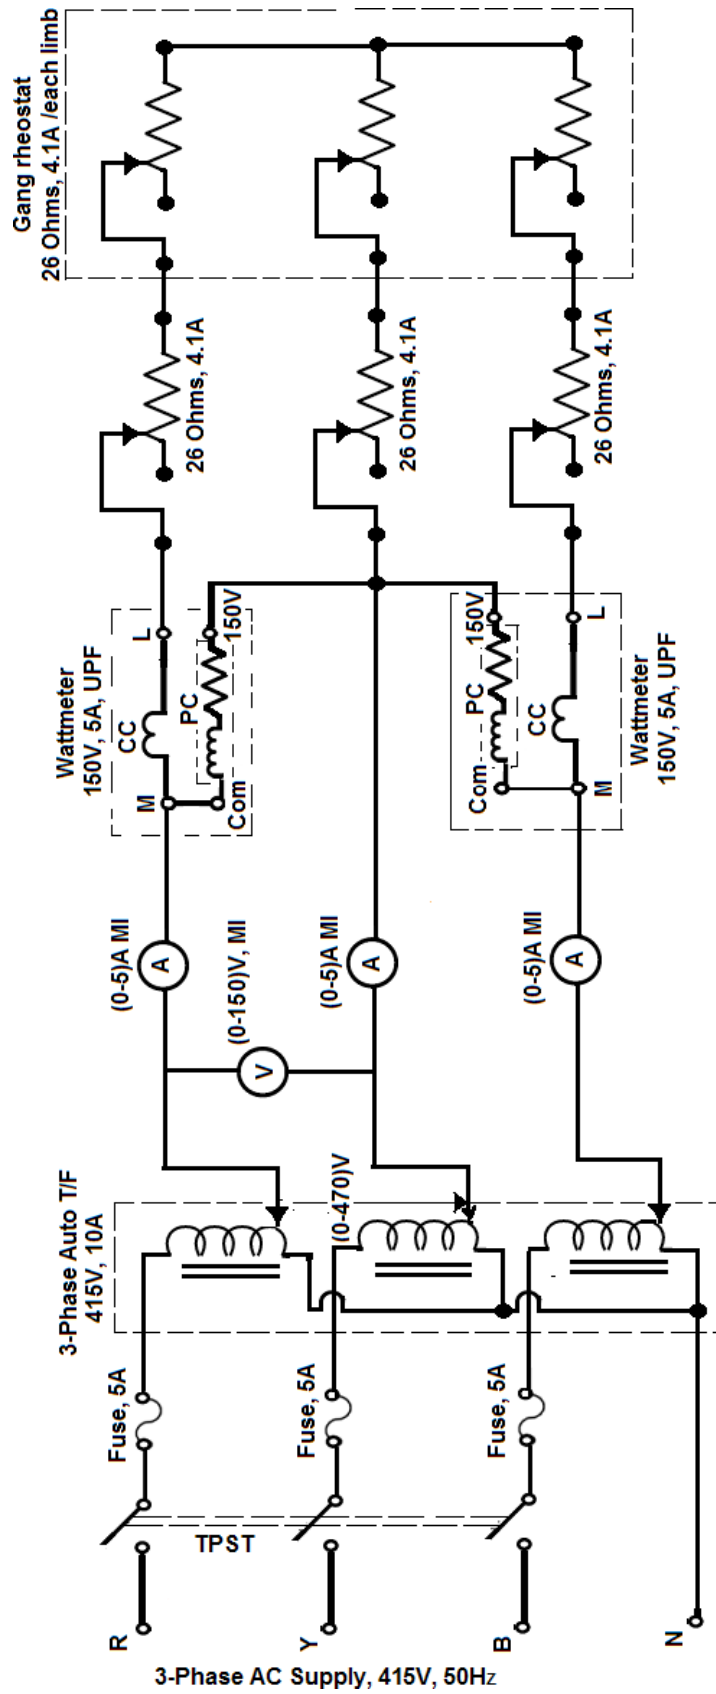 Gang rheostat
26 Ohms, 4.1A /each limb
26 Ohms, 4.1A
26 Ohms, 4.1A
26 Ohms, 4.1A
Wattmeter
150V, 5A, UPF
L
150V
CC
PC
M
Com
150V
L
PC
CC
Com
M
Wattmeter
150V, 5A, UPF
(0-5)A MI
A
(0-150)V, MI
V
(0-5)A MI
A
(0-5)A MI
A
3-Phase Auto T/F
415V, 10A
(0-470)V
Fuse, 5A
Fuse, 5A
Fuse, 5A
TPST
R
Y
B
N
3-Phase AC Supply, 415V, 50Hz